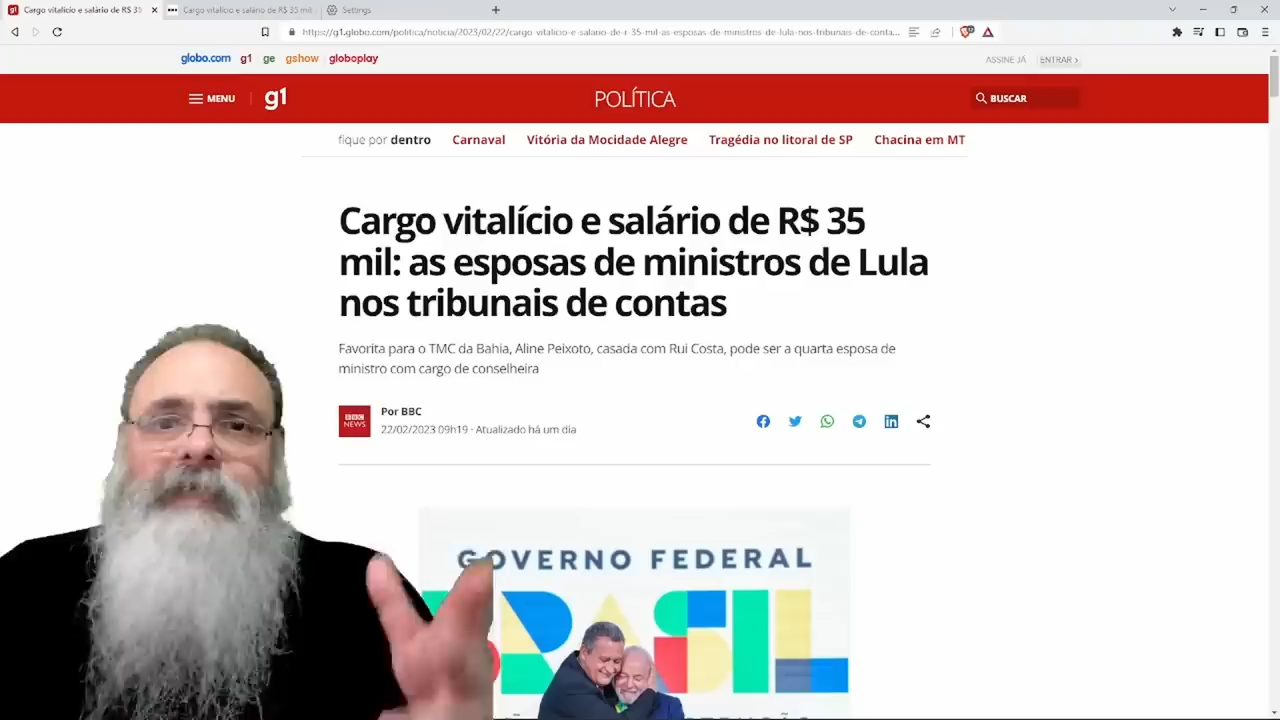 Cargo vitalício e salário de R$ 35
Cargo vitalício e salário de R$ 35 mil:
Settings
https://g1.globo.com/politica/noticia/2023/02/22/cargo-vitalicio-e-salario-de-r-35-mil-as-esposas-de-ministros-de-lula-nos-tribunais-de-conta...
globo.com g1 ge gshow globoplay
ASSINE JÁ ENTRAR
MENU g1
POLÍTICA
BUSCAR
fique por dentro Carnaval Vitória da Mocidade Alegre Tragédia no litoral de SP Chacina em MT
Cargo vitalício e salário de R$ 35
mil: as esposas de ministros de Lula
nos tribunais de contas
Favorita para o TMC da Bahia, Aline Peixoto, casada com Rui Costa, pode ser a quarta esposa de
ministro com cargo de conselheira
BBC
NEWS
Por BBC
22/02/2023 09h19 · Atualizado há um dia
GOVERNO FEDERAL
BRASIL